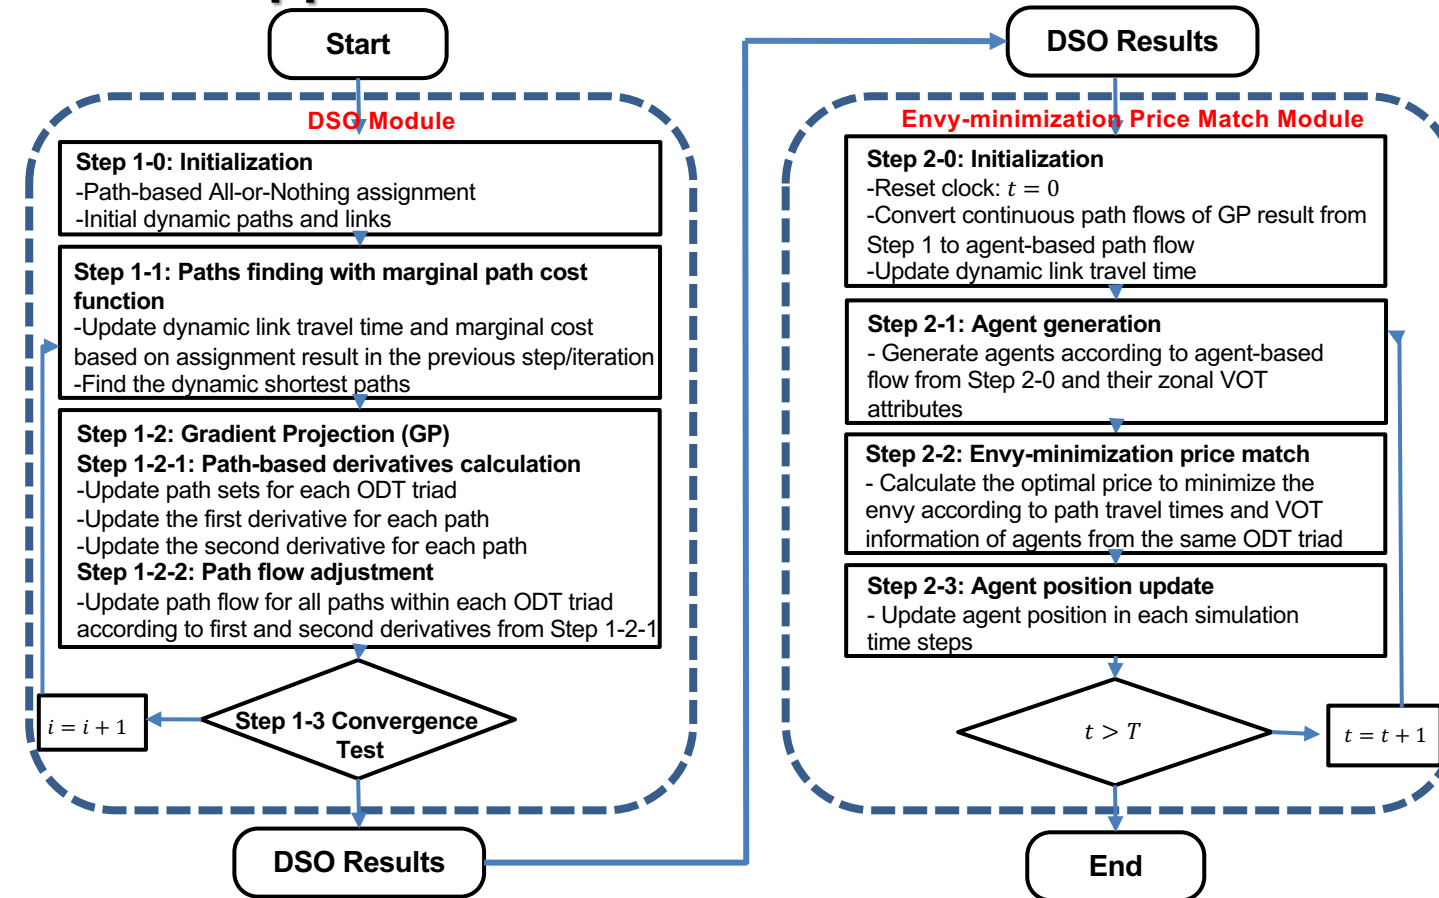 Start
DSO Module
Step 1-0: Initialization
-Path-based All-or-Nothing assignment
-Initial dynamic paths and links
Step 1-1: Paths finding with marginal path cost
function
-Update dynamic link travel time and marginal cost
based on assignment result in the previous step/iteration
-Find the dynamic shortest paths
Step 1-2: Gradient Projection (GP)
Step 1-2-1: Path-based derivatives calculation
-Update path sets for each ODT triad
-Update the first derivative for each path
-Update the second derivative for each path
Step 1-2-2: Path flow adjustment
-Update path flow for all paths within each ODT triad
according to first and second derivatives from Step 1-2-1
Step 1-3 Convergence
Test
i = i + 1
DSO Results
DSO Results
Envy-minimization Price Match Module
Step 2-0: Initialization
-Reset clock: t = 0
-Convert continuous path flows of GP result from
Step 1 to agent-based path flow
-Update dynamic link travel time
Step 2-1: Agent generation
- Generate agents according to agent-based
flow from Step 2-0 and their zonal VOT
attributes
Step 2-2: Envy-minimization price match
- Calculate the optimal price to minimize the
envy according to path travel times and VOT
information of agents from the same ODT triad
Step 2-3: Agent position update
- Update agent position in each simulation
time steps
t > T
t = t + 1
End